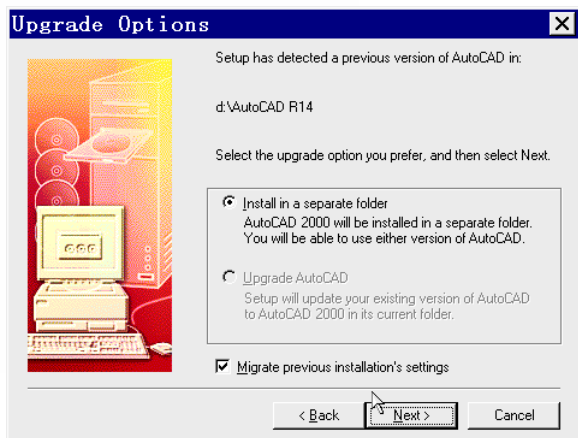 Upgrade Options
Setup has detected a previous version of AutoCAD in:
d:\AutoCAD R14
Select the upgrade option you prefer, and then select Next.
Install in a separate folder
AutoCAD 2000 will be installed in a separate folder.
You will be able to use either version of AutoCAD.
Upgrade AutoCAD
Setup will update your existing version of AutoCAD
to AutoCAD 2000 in its current folder.
Migrate previous installation's settings
< Back
Next >
Cancel